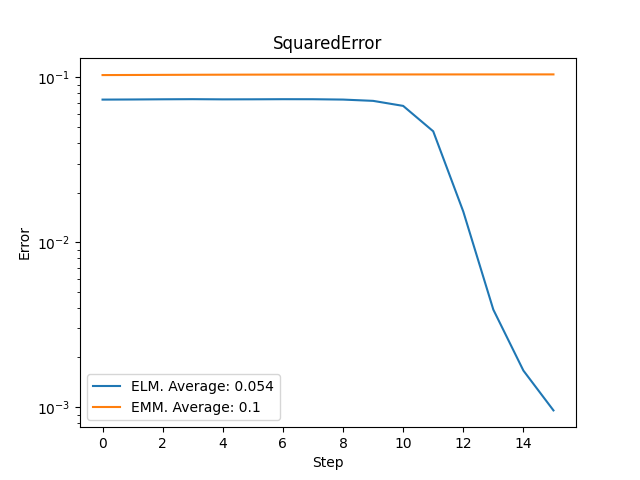 SquaredError
Error
10⁻¹
10⁻²
10⁻³
ELM. Average: 0.054
EMM. Average: 0.1
0 2 4 6 8 10 12 14
Step